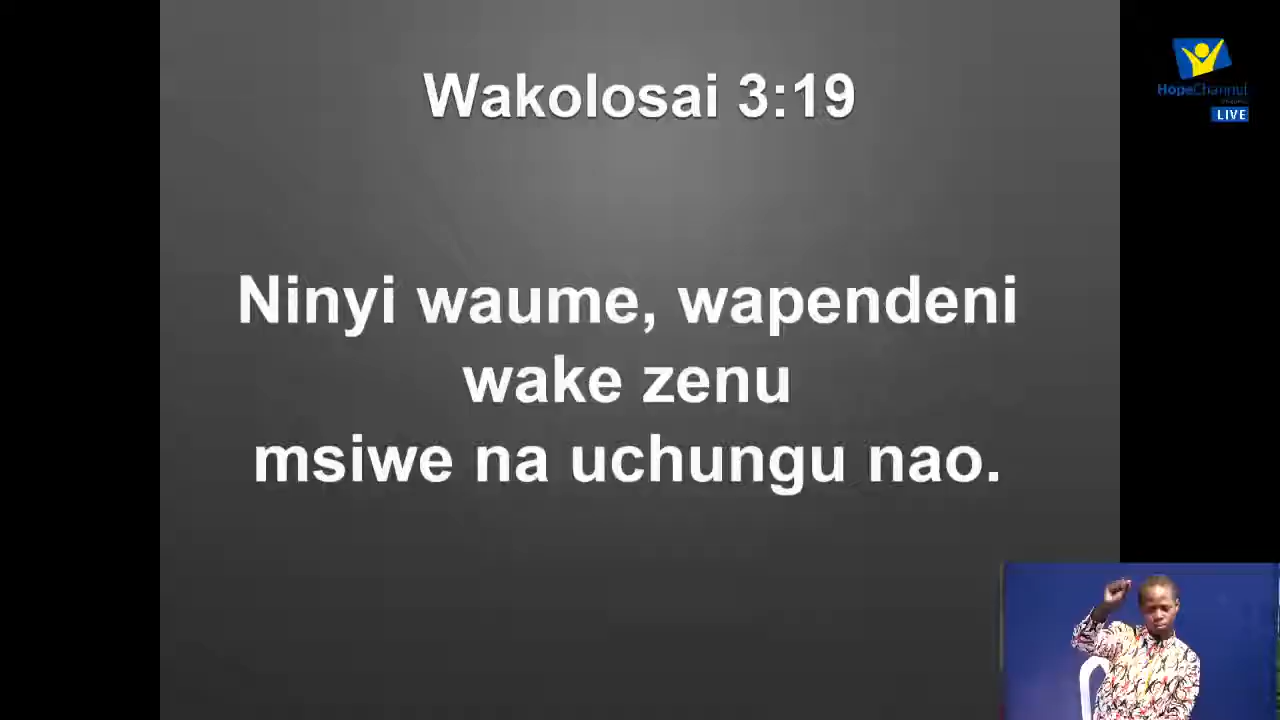 Wakolosai 3:19
Ninyi waume, wapendeni
wake zenu
msiwe na uchungu nao.
HopeChannel
LIVE